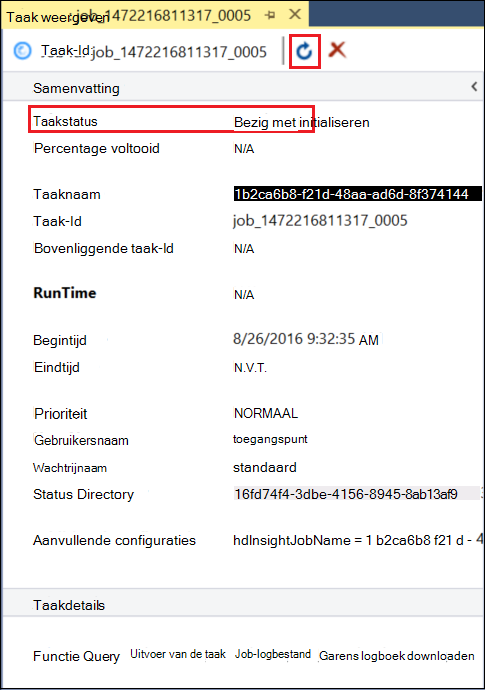 Taak weergeven job_1472216811317_0005
Taak-Id: job_1472216811317_0005
Samenvatting
Taakstatus Bezig met initialiseren
Percentage voltooid N/A
Taaknaam 1b2ca6b8-f21d-48aa-ad6d-8f374144
Taak-Id job_1472216811317_0005
Bovenliggende taak-Id N/A
RunTime N/A
Begintijd 8/26/2016 9:32:35 AM
Eindtijd N.V.T.
Prioriteit NORMAAL
Gebruikersnaam toegangspunt
Wachtrijnaam standaard
Status Directory 16fd74f4-3dbe-4156-8945-8ab13af9
Aanvullende configuraties hdInsightJobName = 1 b2ca6b8 f21 d - 4
Taakdetails
Functie Query Uitvoer van de taak Job-logbestand Garens logboek downloaden